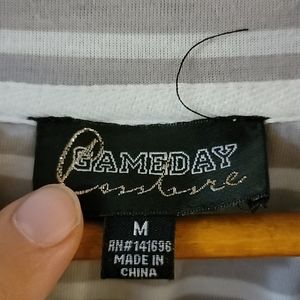 GAMEDAY
Couture
M
RN#141696
MADE IN
CHINA